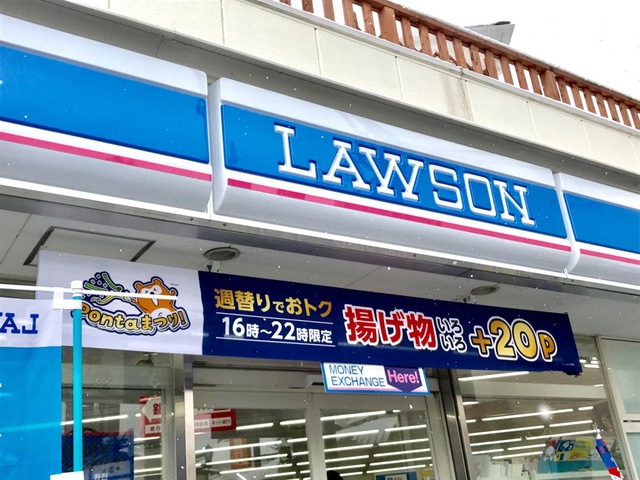 LAWSON
Pontaまつり!
週替りでおトク
16時~22時限定
揚げ物いろいろ+20P
MONEY
EXCHANGE Here!